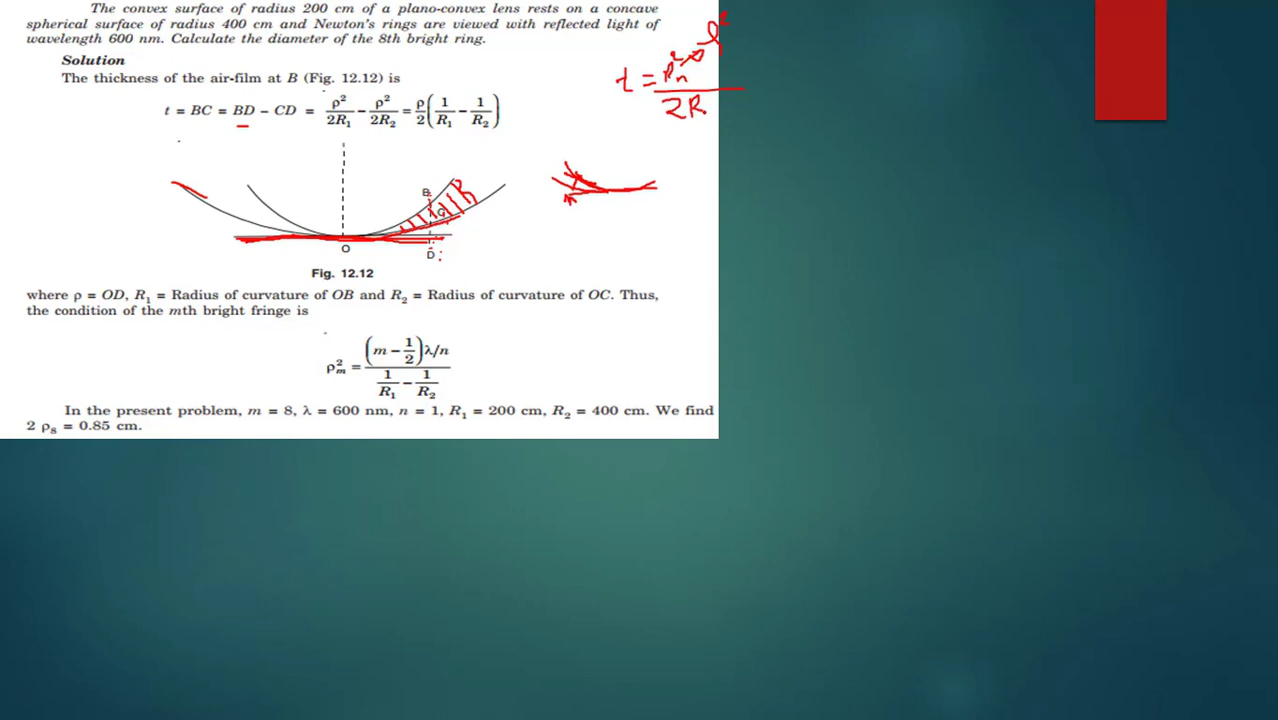 The convex surface of radius 200 cm of a plano-convex lens rests on a concave
spherical surface of radius 400 cm and Newton's rings are viewed with reflected light of
wavelength 600 nm. Calculate the diameter of the 8th bright ring.
Solution
The thickness of the air-film at B (Fig. 12.12) is
t = BC = BD – CD = ρ²/2R₁ – ρ²/2R₂ = ρ/2 (1/R₁ – 1/R₂)
t = ρₙ²/2R
B
C
O
D
Fig. 12.12
where ρ = OD, R₁ = Radius of curvature of OB and R₂ = Radius of curvature of OC. Thus,
the condition of the mth bright fringe is
ρₘ² = (m – 1/2) λ/n / (1/R₁ – 1/R₂)
In the present problem, m = 8, λ = 600 nm, n = 1, R₁ = 200 cm, R₂ = 400 cm. We find
2 ρ₈ = 0.85 cm.